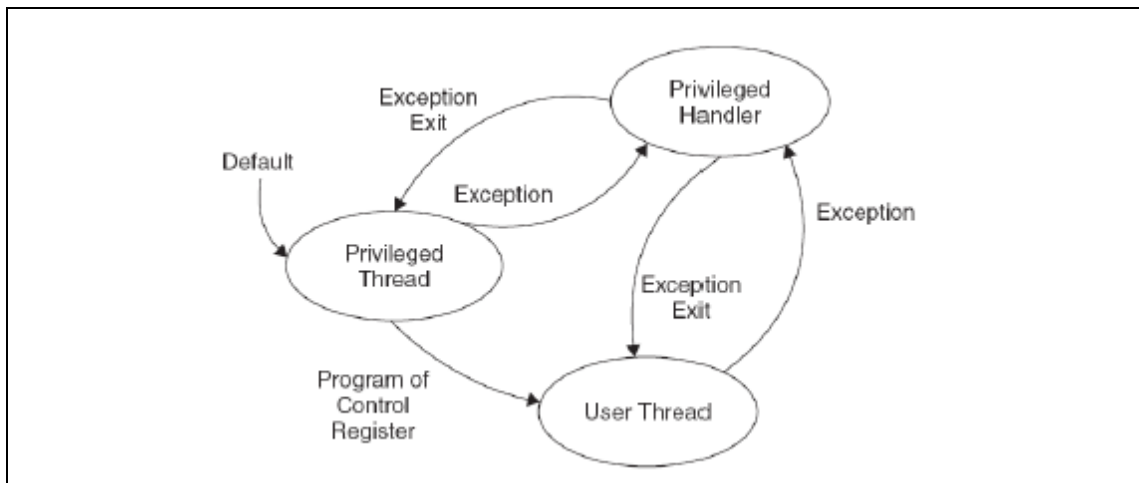 Privileged
Handler
Exception
Exit
Default
Exception
Exception
Privileged
Thread
Exception
Exit
Program of
Control
Register
User Thread